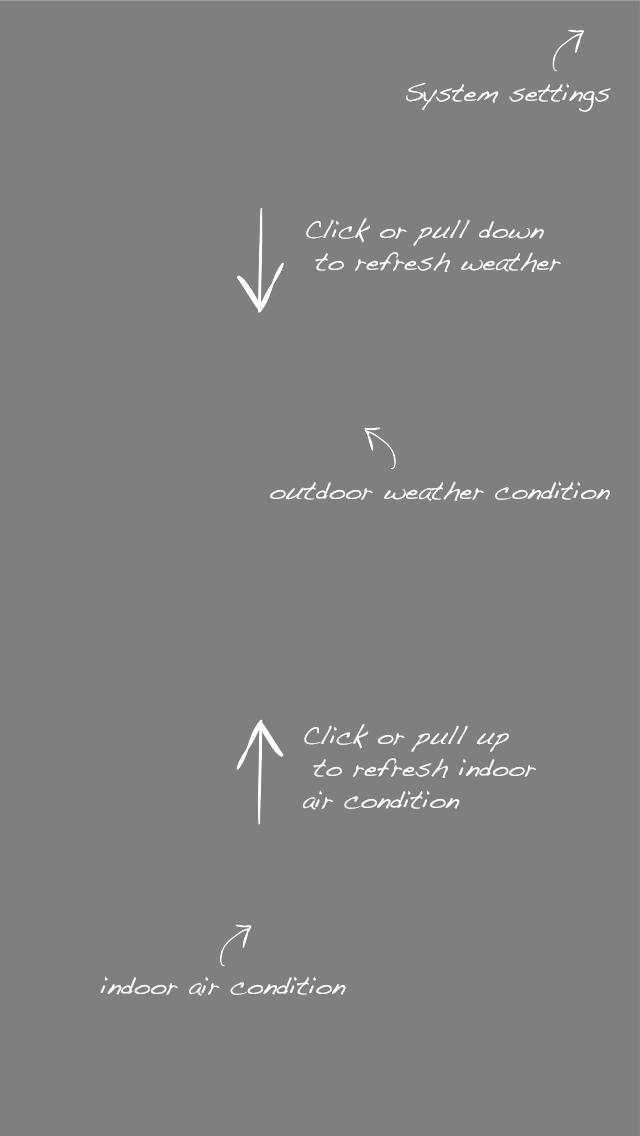 System settings
Click or pull down
to refresh weather
outdoor weather condition
Click or pull up
to refresh indoor
air condition
indoor air condition